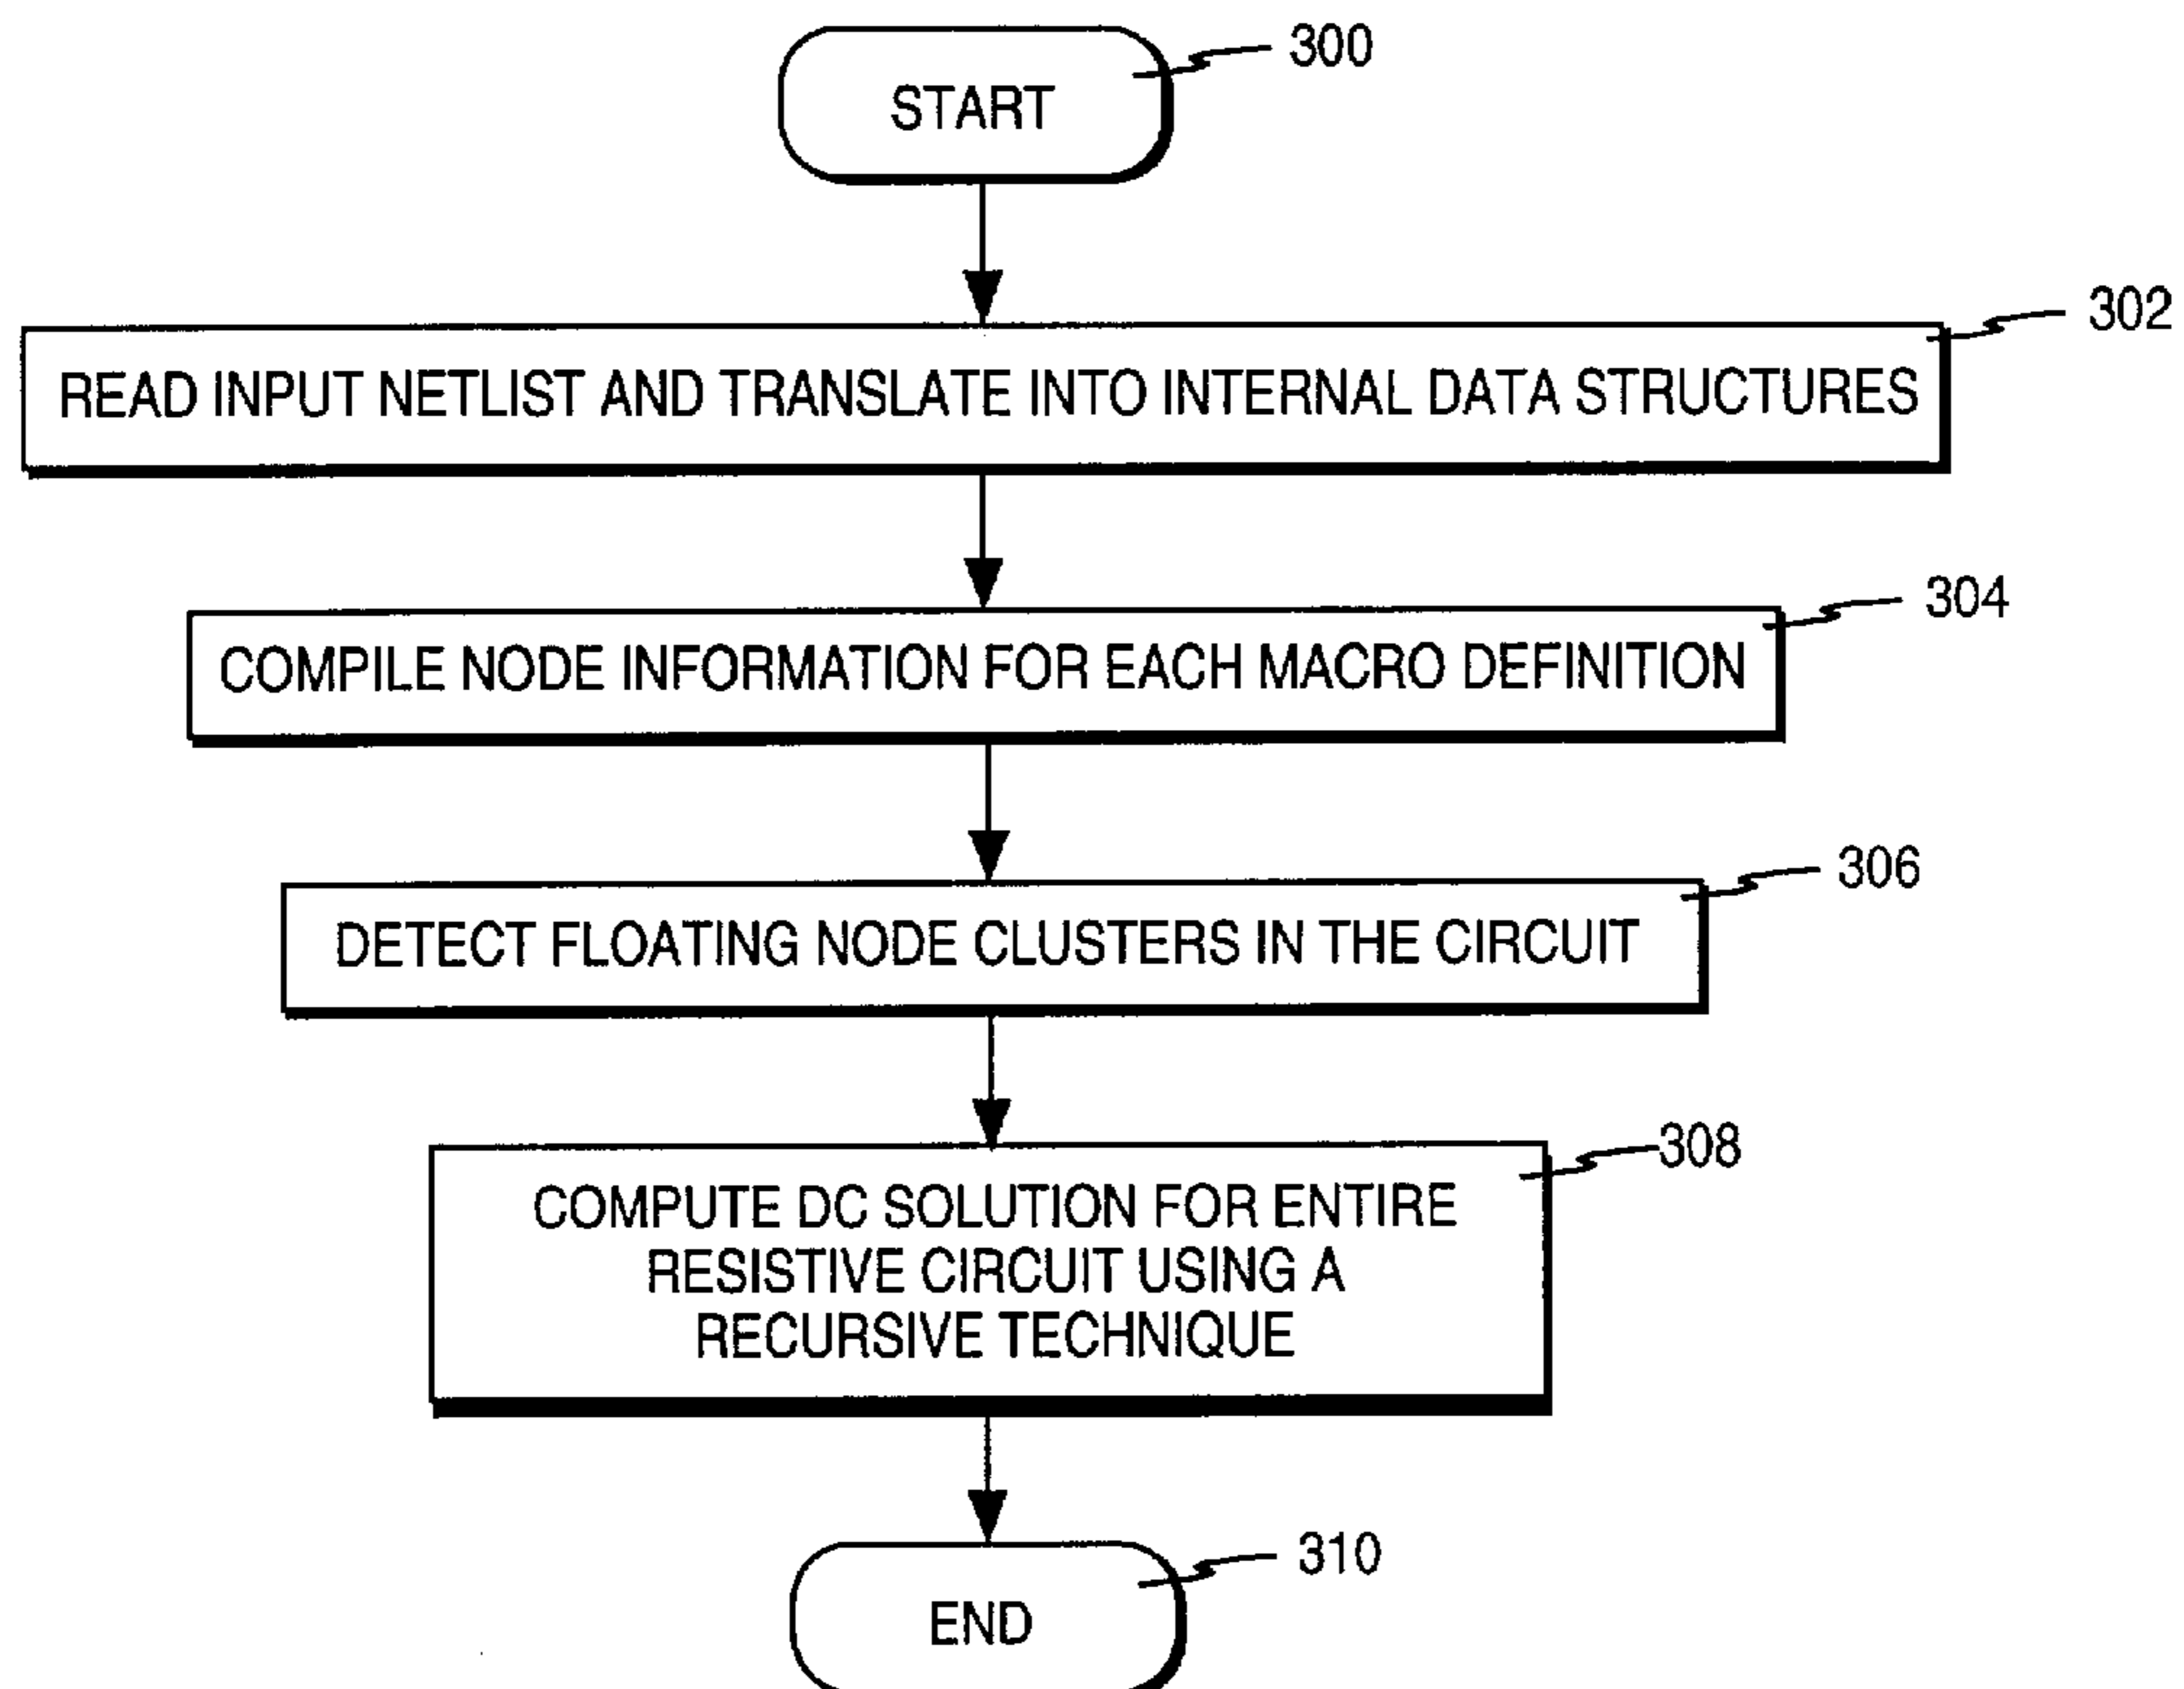 300
START
302
READ INPUT NETLIST AND TRANSLATE INTO INTERNAL DATA STRUCTURES
304
COMPILE NODE INFORMATION FOR EACH MACRO DEFINITION
306
DETECT FLOATING NODE CLUSTERS IN THE CIRCUIT
308
COMPUTE DC SOLUTION FOR ENTIRE
RESISTIVE CIRCUIT USING A
RECURSIVE TECHNIQUE
310
END